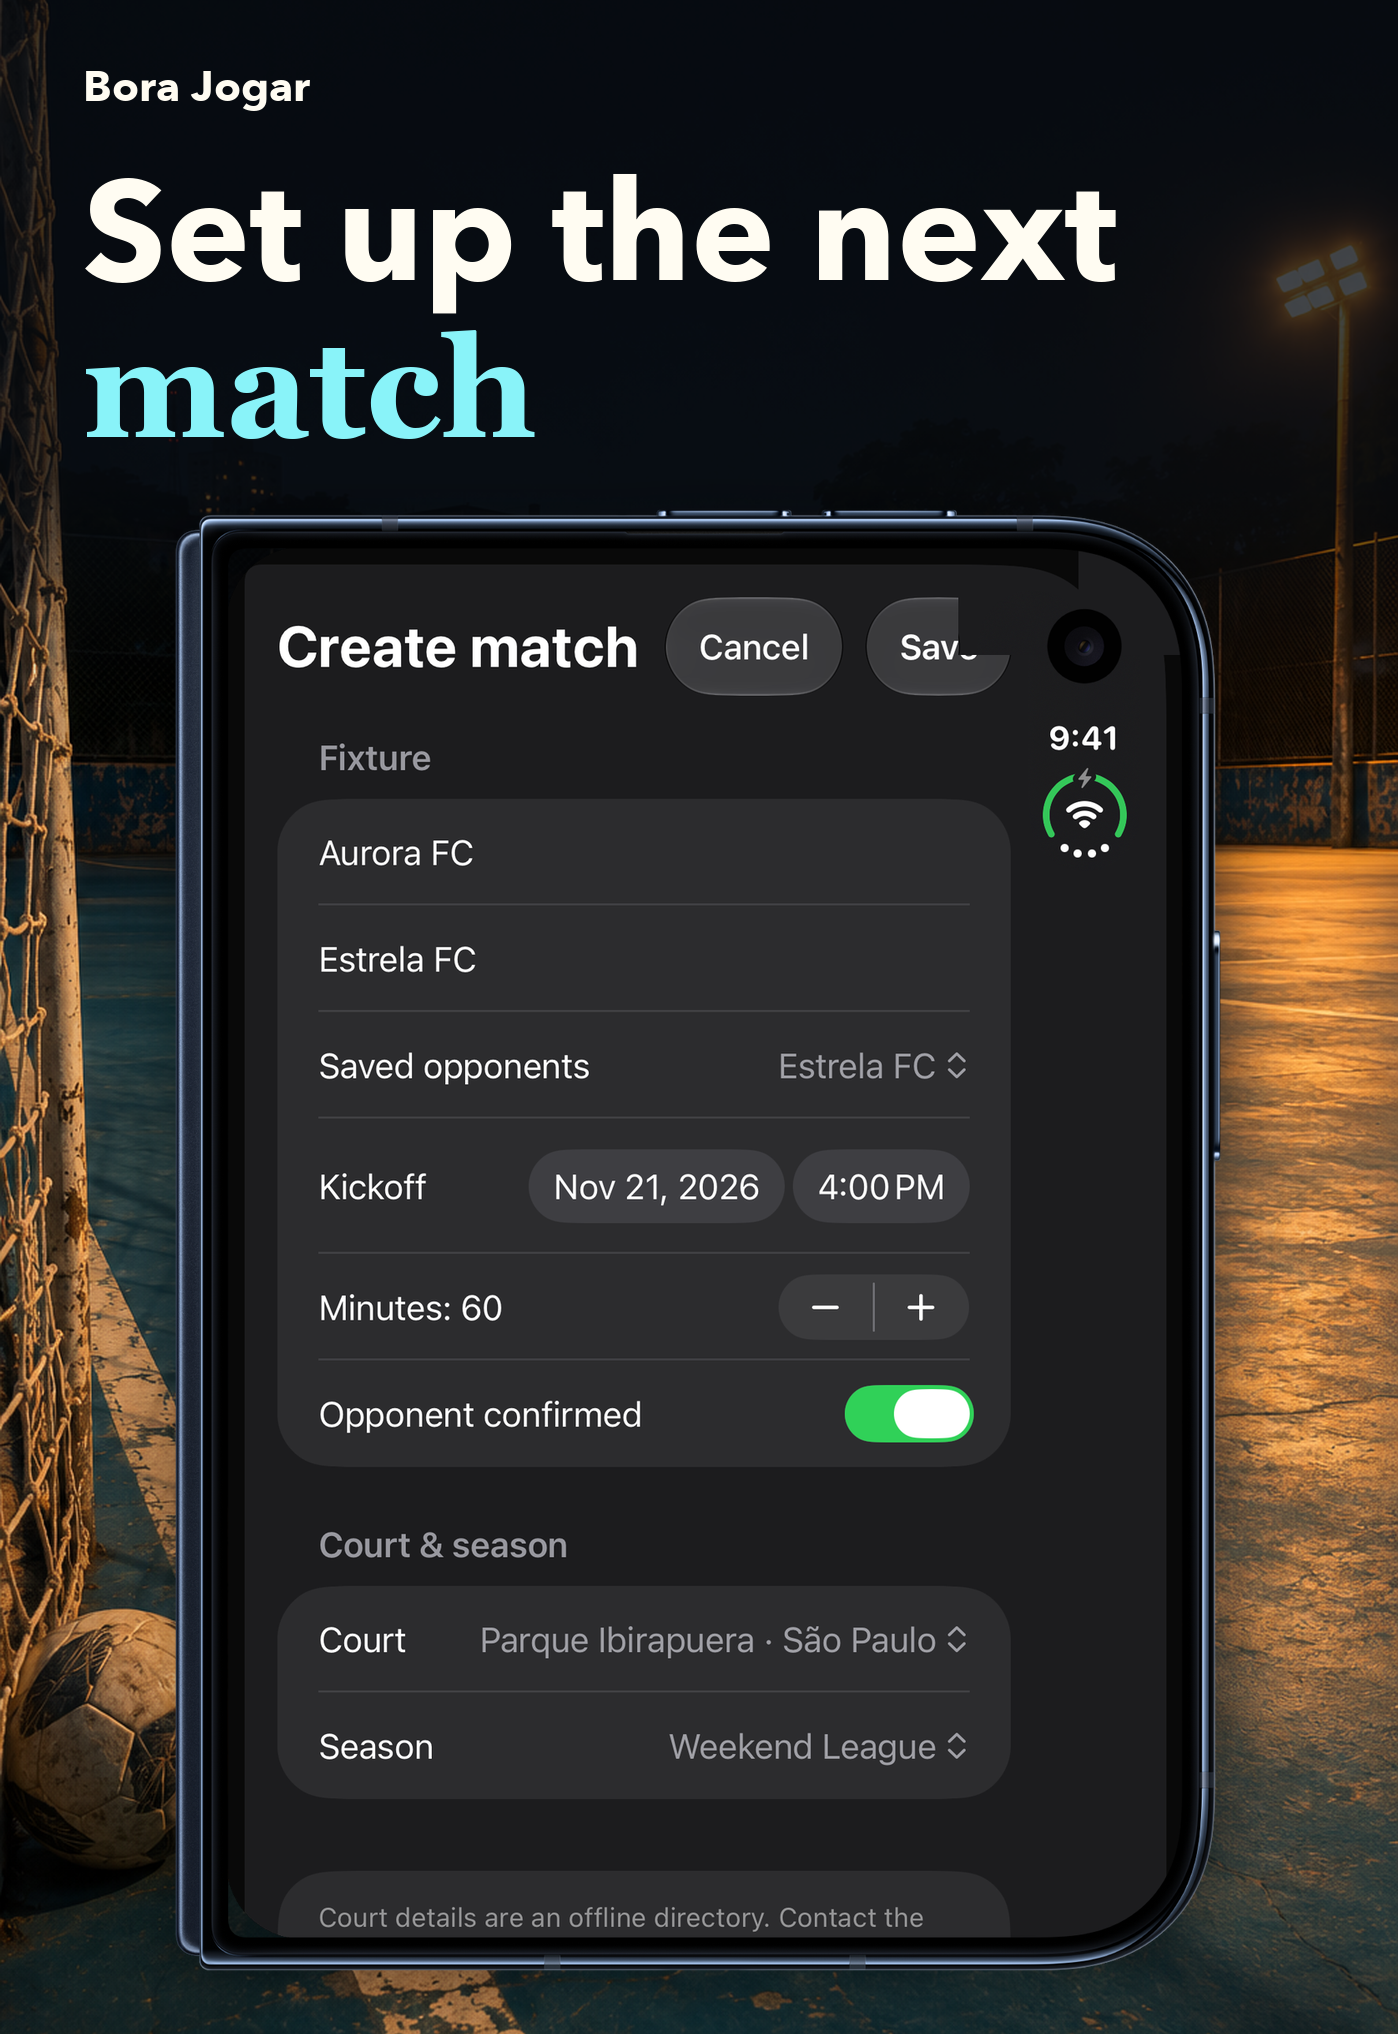 Bora Jogar
Set up the next
match
Create match
Cancel
Save
9:41
Fixture
Aurora FC
Estrela FC
Saved opponents Estrela FC
Kickoff Nov 21, 2026 4:00 PM
Minutes: 60 − +
Opponent confirmed
Court & season
Court Parque Ibirapuera · São Paulo
Season Weekend League
Court details are an offline directory. Contact the